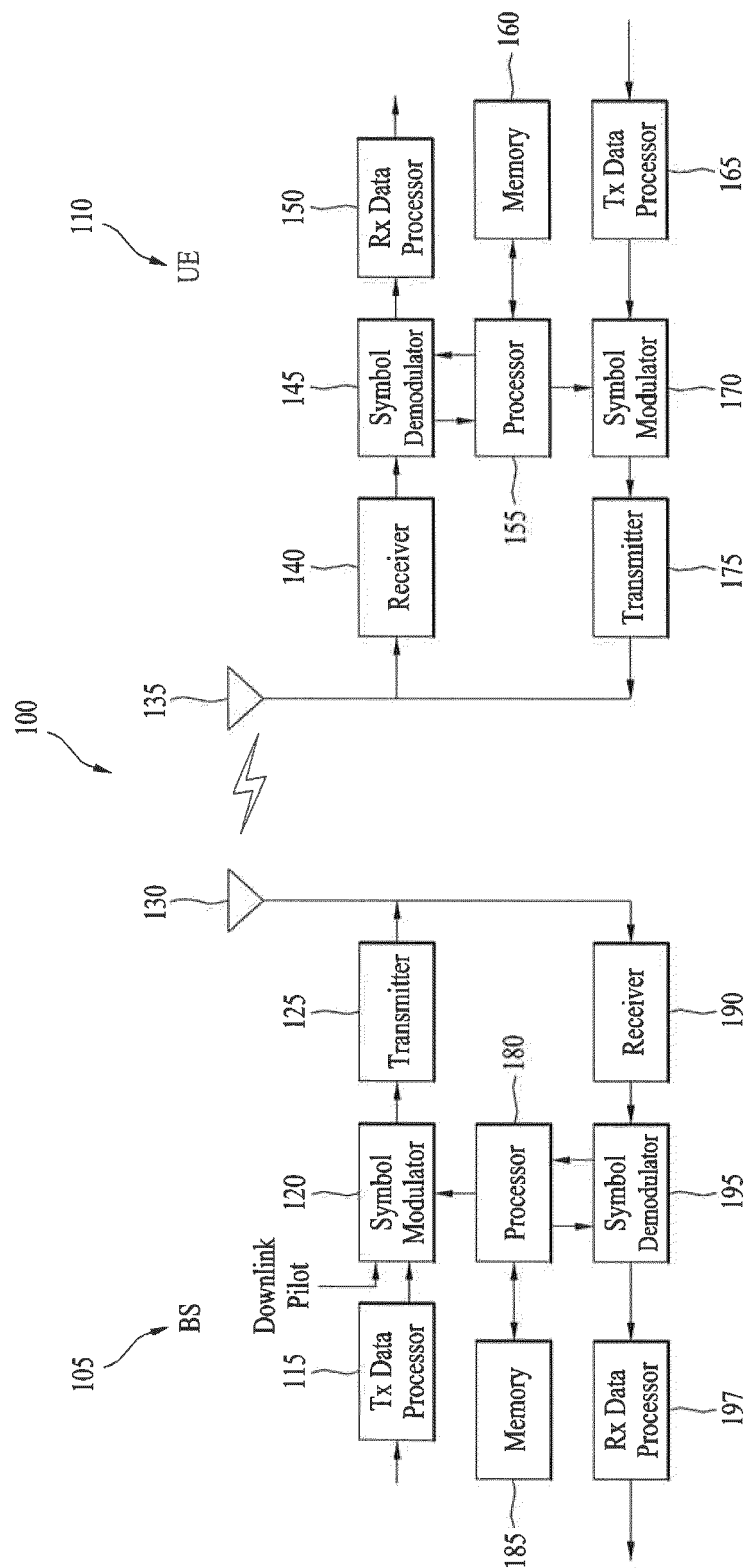 100
105
BS
110
UE
130
135
Downlink
Pilot
115
Tx Data
Processor
120
Symbol
Modulator
125
Transmitter
140
Receiver
145
Symbol
Demodulator
150
Rx Data
Processor
185
Memory
180
Processor
155
Processor
160
Memory
197
Rx Data
Processor
195
Symbol
Demodulator
190
Receiver
175
Transmitter
170
Symbol
Modulator
165
Tx Data
Processor